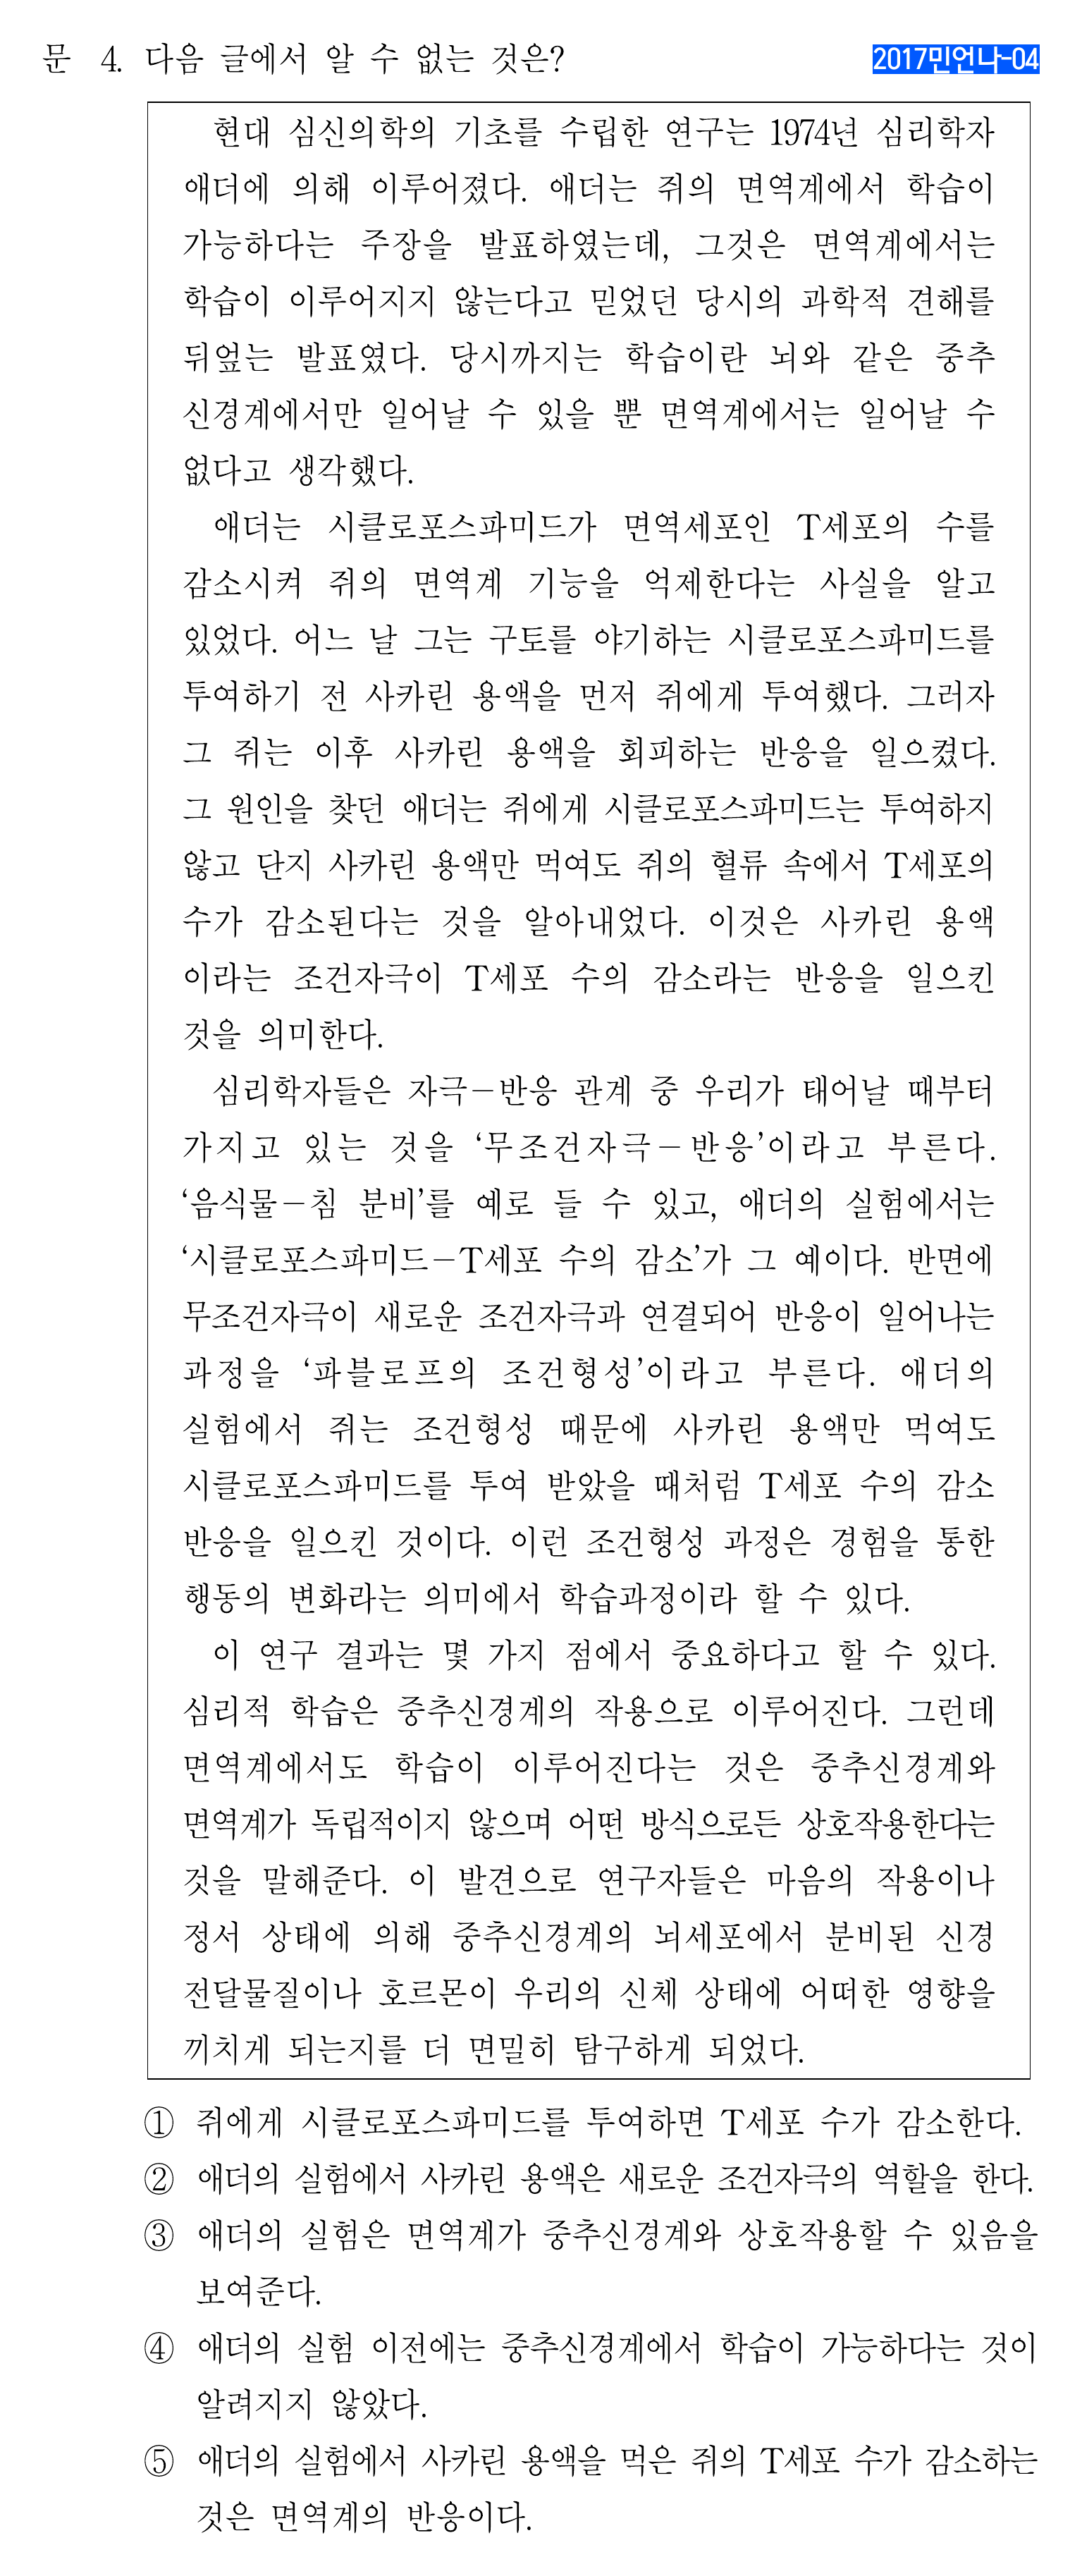 문 4. 다음 글에서 알 수 없는 것은?
2017민언나-04
현대 심신의학의 기초를 수립한 연구는 1974년 심리학자
애더에 의해 이루어졌다. 애더는 쥐의 면역계에서 학습이
가능하다는 주장을 발표하였는데, 그것은 면역계에서는
학습이 이루어지지 않는다고 믿었던 당시의 과학적 견해를
뒤엎는 발표였다. 당시까지는 학습이란 뇌와 같은 중추
신경계에서만 일어날 수 있을 뿐 면역계에서는 일어날 수
없다고 생각했다.
애더는 시클로포스파미드가 면역세포인 T세포의 수를
감소시켜 쥐의 면역계 기능을 억제한다는 사실을 알고
있었다. 어느 날 그는 구토를 야기하는 시클로포스파미드를
투여하기 전 사카린 용액을 먼저 쥐에게 투여했다. 그러자
그 쥐는 이후 사카린 용액을 회피하는 반응을 일으켰다.
그 원인을 찾던 애더는 쥐에게 시클로포스파미드는 투여하지
않고 단지 사카린 용액만 먹여도 쥐의 혈류 속에서 T세포의
수가 감소된다는 것을 알아내었다. 이것은 사카린 용액
이라는 조건자극이 T세포 수의 감소라는 반응을 일으킨
것을 의미한다.
심리학자들은 자극-반응 관계 중 우리가 태어날 때부터
가지고 있는 것을 ‘무조건자극-반응’이라고 부른다.
‘음식물-침 분비’를 예로 들 수 있고, 애더의 실험에서는
‘시클로포스파미드-T세포 수의 감소’가 그 예이다. 반면에
무조건자극이 새로운 조건자극과 연결되어 반응이 일어나는
과정을 ‘파블로프의 조건형성’이라고 부른다. 애더의
실험에서 쥐는 조건형성 때문에 사카린 용액만 먹여도
시클로포스파미드를 투여 받았을 때처럼 T세포 수의 감소
반응을 일으킨 것이다. 이런 조건형성 과정은 경험을 통한
행동의 변화라는 의미에서 학습과정이라 할 수 있다.
이 연구 결과는 몇 가지 점에서 중요하다고 할 수 있다.
심리적 학습은 중추신경계의 작용으로 이루어진다. 그런데
면역계에서도 학습이 이루어진다는 것은 중추신경계와
면역계가 독립적이지 않으며 어떤 방식으로든 상호작용한다는
것을 말해준다. 이 발견으로 연구자들은 마음의 작용이나
정서 상태에 의해 중추신경계의 뇌세포에서 분비된 신경
전달물질이나 호르몬이 우리의 신체 상태에 어떠한 영향을
끼치게 되는지를 더 면밀히 탐구하게 되었다.
① 쥐에게 시클로포스파미드를 투여하면 T세포 수가 감소한다.
② 애더의 실험에서 사카린 용액은 새로운 조건자극의 역할을 한다.
③ 애더의 실험은 면역계가 중추신경계와 상호작용할 수 있음을
보여준다.
④ 애더의 실험 이전에는 중추신경계에서 학습이 가능하다는 것이
알려지지 않았다.
⑤ 애더의 실험에서 사카린 용액을 먹은 쥐의 T세포 수가 감소하는
것은 면역계의 반응이다.